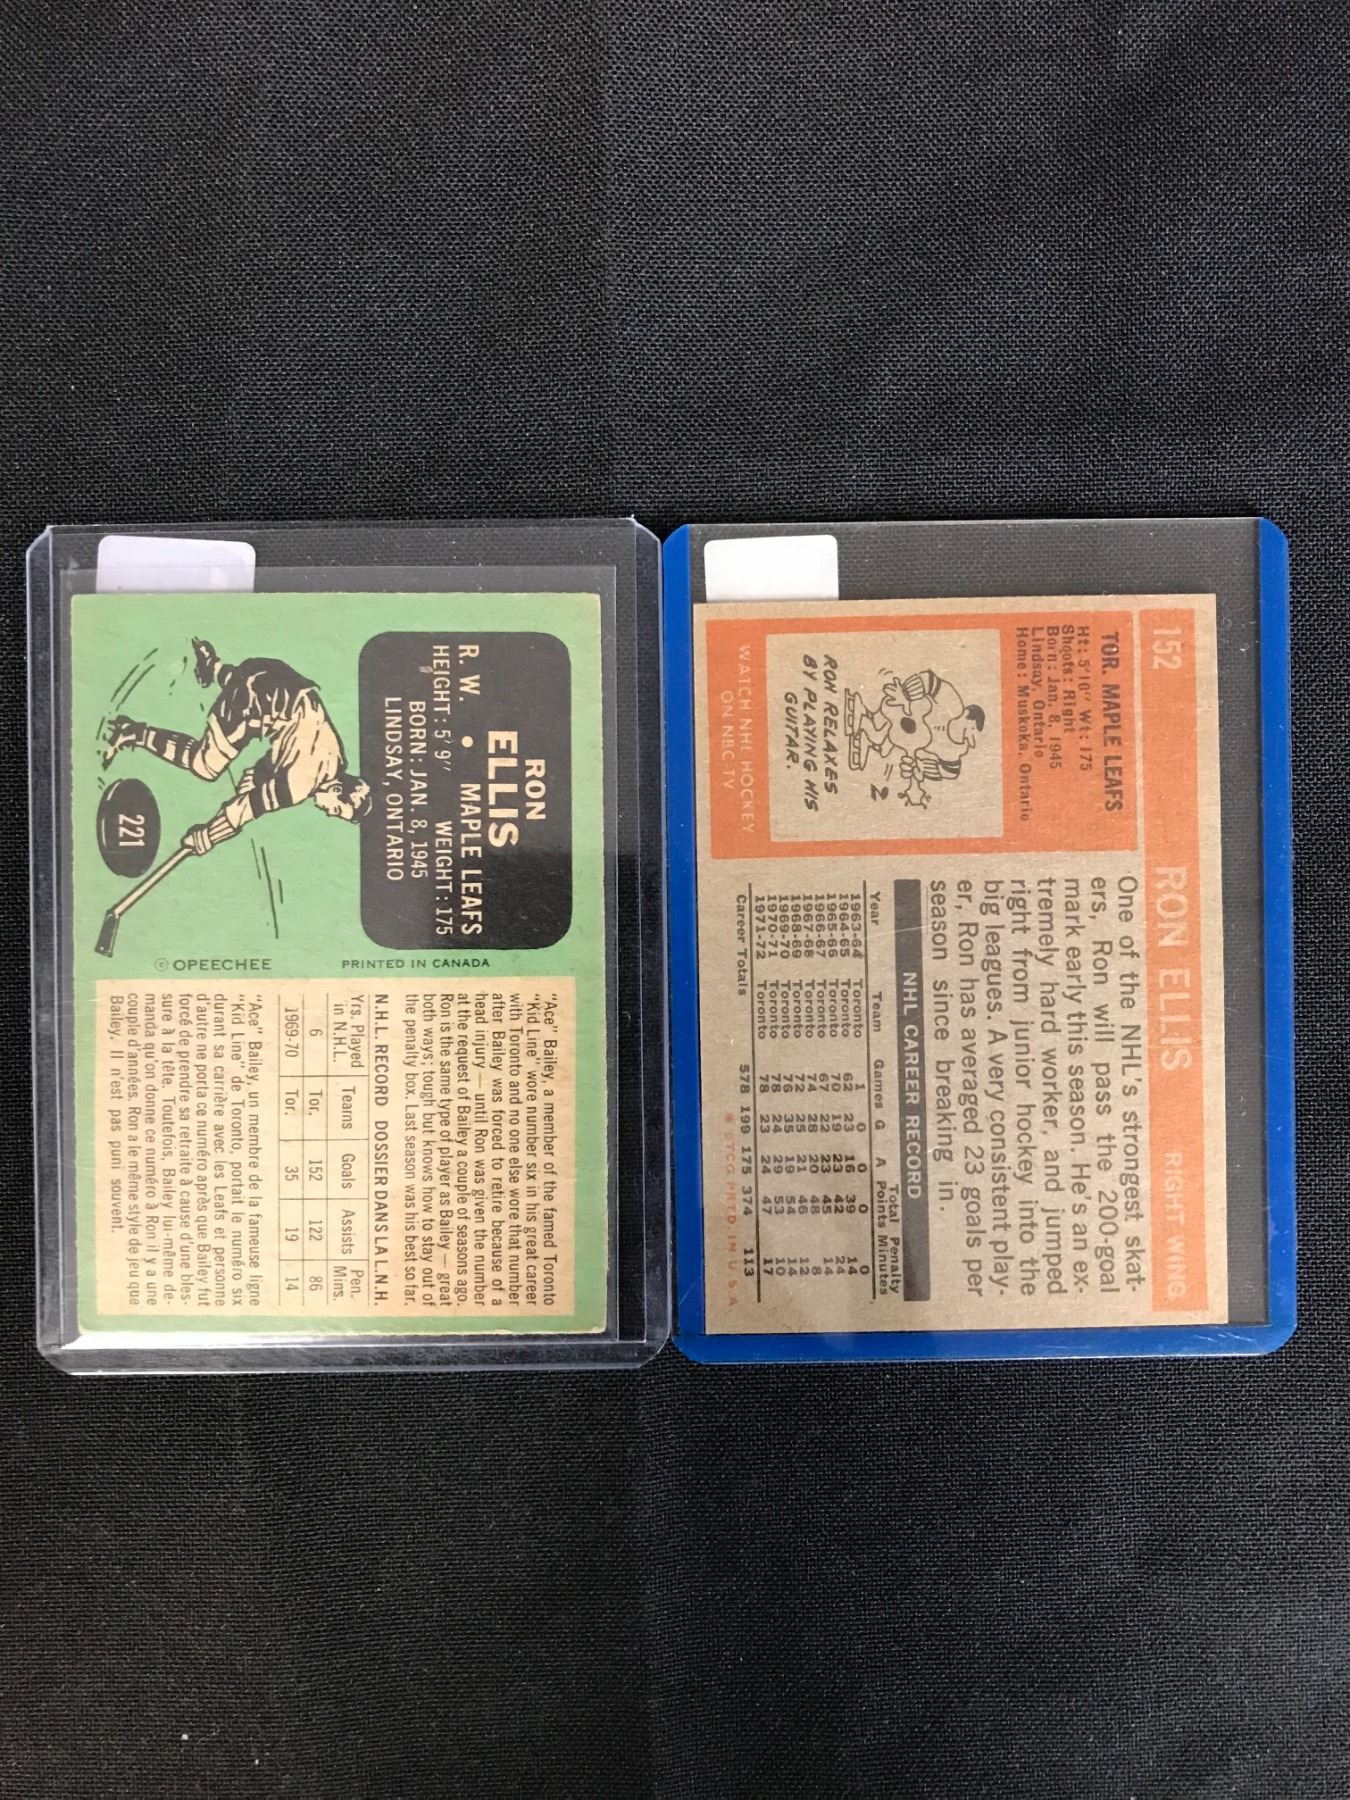 RON
ELLIS
R. W. • MAPLE LEAFS
HEIGHT: 5′ 9″ WEIGHT: 175
BORN: JAN. 8, 1945
LINDSAY, ONTARIO
221
© OPEECHEE PRINTED IN CANADA
"Ace" Bailey, a member of the famed Toronto
"Kid Line" wore number six in his great career
with Toronto and no one else wore that number
after Bailey was forced to retire because of a
head injury — until Ron was given the number
at the request of Bailey a couple of seasons ago.
Ron is the same type of player as Bailey — great
both ways; tough but knows how to stay out of
the penalty box. Last season was his best so far.
N.H.L. RECORD DOSSIER DANS LA L.N.H.
Yrs. Played in N.H.L. Teams Goals Assists Pen. Mins.
6 Tor. 152 122 86
1969-70 Tor. 35 19 14
"Ace" Bailey, un membre de la fameuse ligne
"Kid Line" de Toronto, portait le numéro six
durant sa carrière avec les Leafs et personne
d'autre ne porta ce numéro après que Bailey fut
forcé de prendre sa retraite à cause d'une bles-
sure à la tête. Toutefois, Bailey lui-même de-
manda qu'on donne ce numéro à Ron il y a une
couple d'années. Ron a le même style de jeu que
Bailey. Il n'est pas puni souvent.
152 RON ELLIS RIGHT WING
TOR. MAPLE LEAFS
Ht: 5'10" Wt: 175
Shoots: Right
Born: Jan. 8, 1945
Lindsay, Ontario
Home: Muskoka, Ontario
RON RELAXES
BY PLAYING HIS
GUITAR.
WATCH NHL HOCKEY
ON NBC-TV
One of the NHL's strongest skat-
ers, Ron will pass the 200-goal
mark early this season. He's an ex-
tremely hard worker, and jumped
right from junior hockey into the
big leagues. A very consistent play-
er, Ron has averaged 23 goals per
season since breaking in.
NHL CAREER RECORD
Year Team Games G A Total Points Penalty Minutes
1963-64 Toronto 1 0 0 0 0
1964-65 Toronto 62 23 16 39 14
1965-66 Toronto 70 19 23 42 24
1966-67 Toronto 67 22 23 45 14
1967-68 Toronto 74 28 20 48 8
1968-69 Toronto 72 25 21 46 12
1969-70 Toronto 76 35 19 54 14
1970-71 Toronto 78 24 29 53 10
1971-72 Toronto 78 23 24 47 17
Career Totals 578 199 175 374 113
* ©TCG PRT'D IN U.S.A.